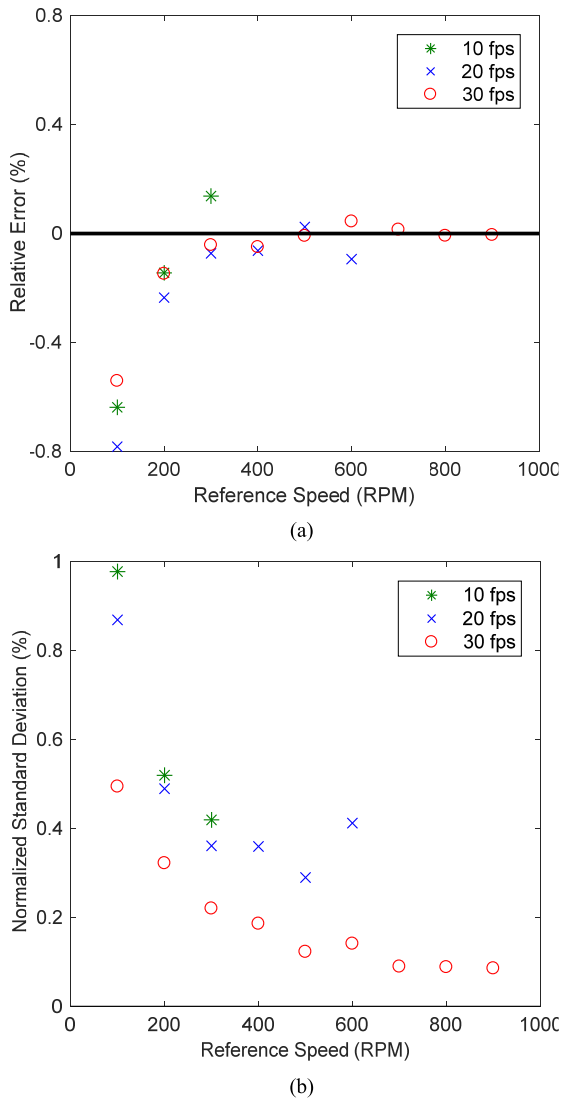 0.8
10 fps
20 fps
30 fps
0.4
0
-0.4
-0.8
0 200 400 600 800 1000
Relative Error (%)
Reference Speed (RPM)
(a)
1
10 fps
20 fps
30 fps
0.8
0.6
0.4
0.2
0
0 200 400 600 800 1000
Normalized Standard Deviation (%)
Reference Speed (RPM)
(b)